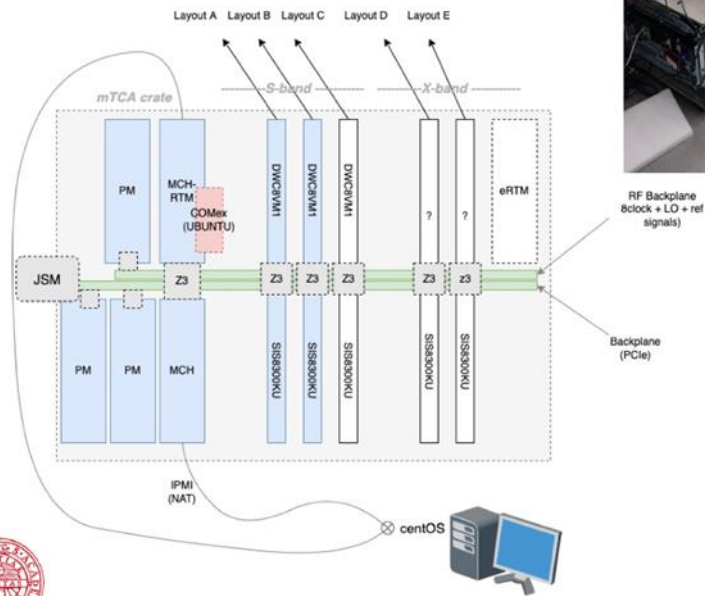 Layout A Layout B Layout C Layout D Layout E
S-band X-band
mTCA crate
PM
MCH-
RTM
COMex
(UBUNTU)
DWC8VM1
DWC8VM1
DWC8VM1
?
?
eRTM
RF Backplane
8clock + LO + ref
signals)
JSM
Z3
Z3
Z3
Z3
Z3
z3
Backplane
(PCIe)
PM
PM
MCH
SIS8300KU
SIS8300KU
SIS8300KU
SIS8300KU
SIS8300KU
IPMI
(NAT)
centOS